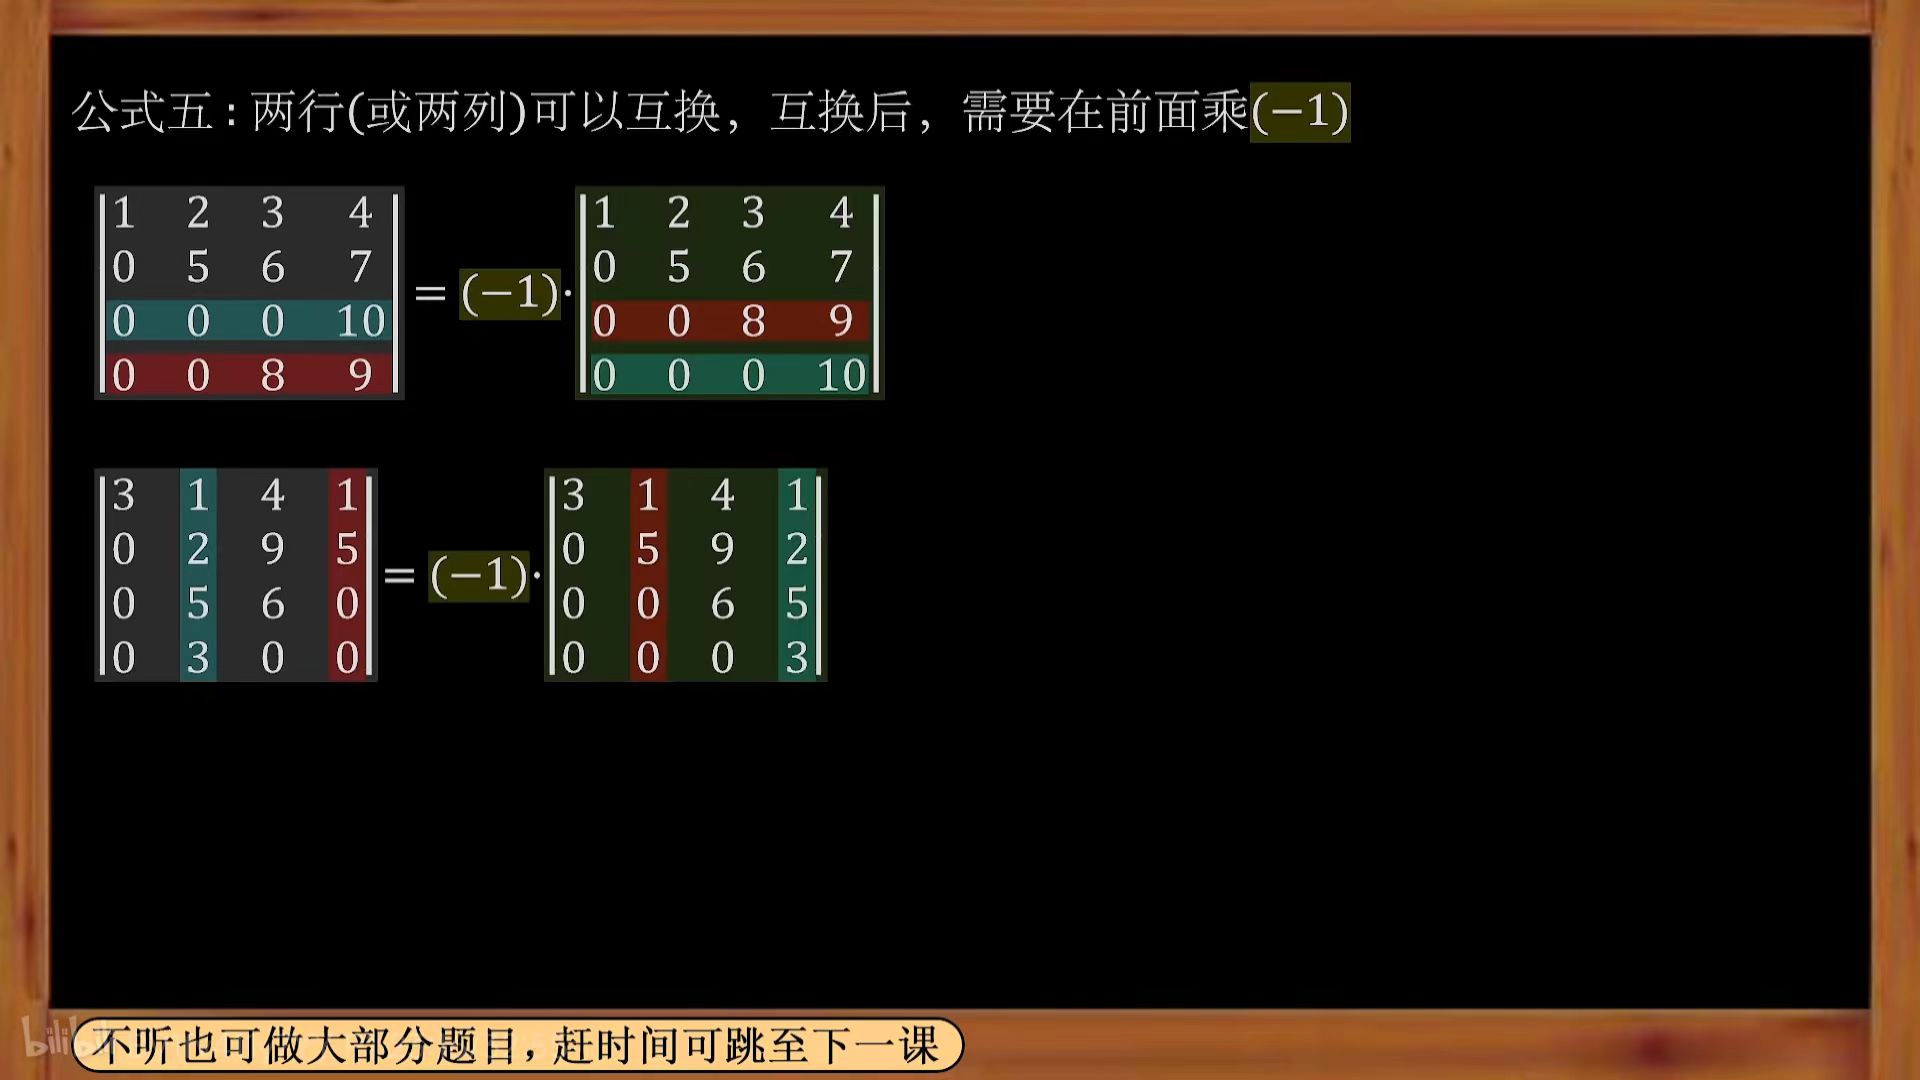 公式五：两行(或两列)可以互换，互换后，需要在前面乘(−1)
|1 2 3 4| |1 2 3 4|
|0 5 6 7| |0 5 6 7|
= (−1)·
|0 0 0 10| |0 0 8 9|
|0 0 8 9| |0 0 0 10|
|3 1 4 1| |3 1 4 1|
|0 2 9 5| |0 5 9 2|
= (−1)·
|0 5 6 0| |0 0 6 5|
|0 3 0 0| |0 0 0 3|
不听也可做大部分题目，赶时间可跳至下一课